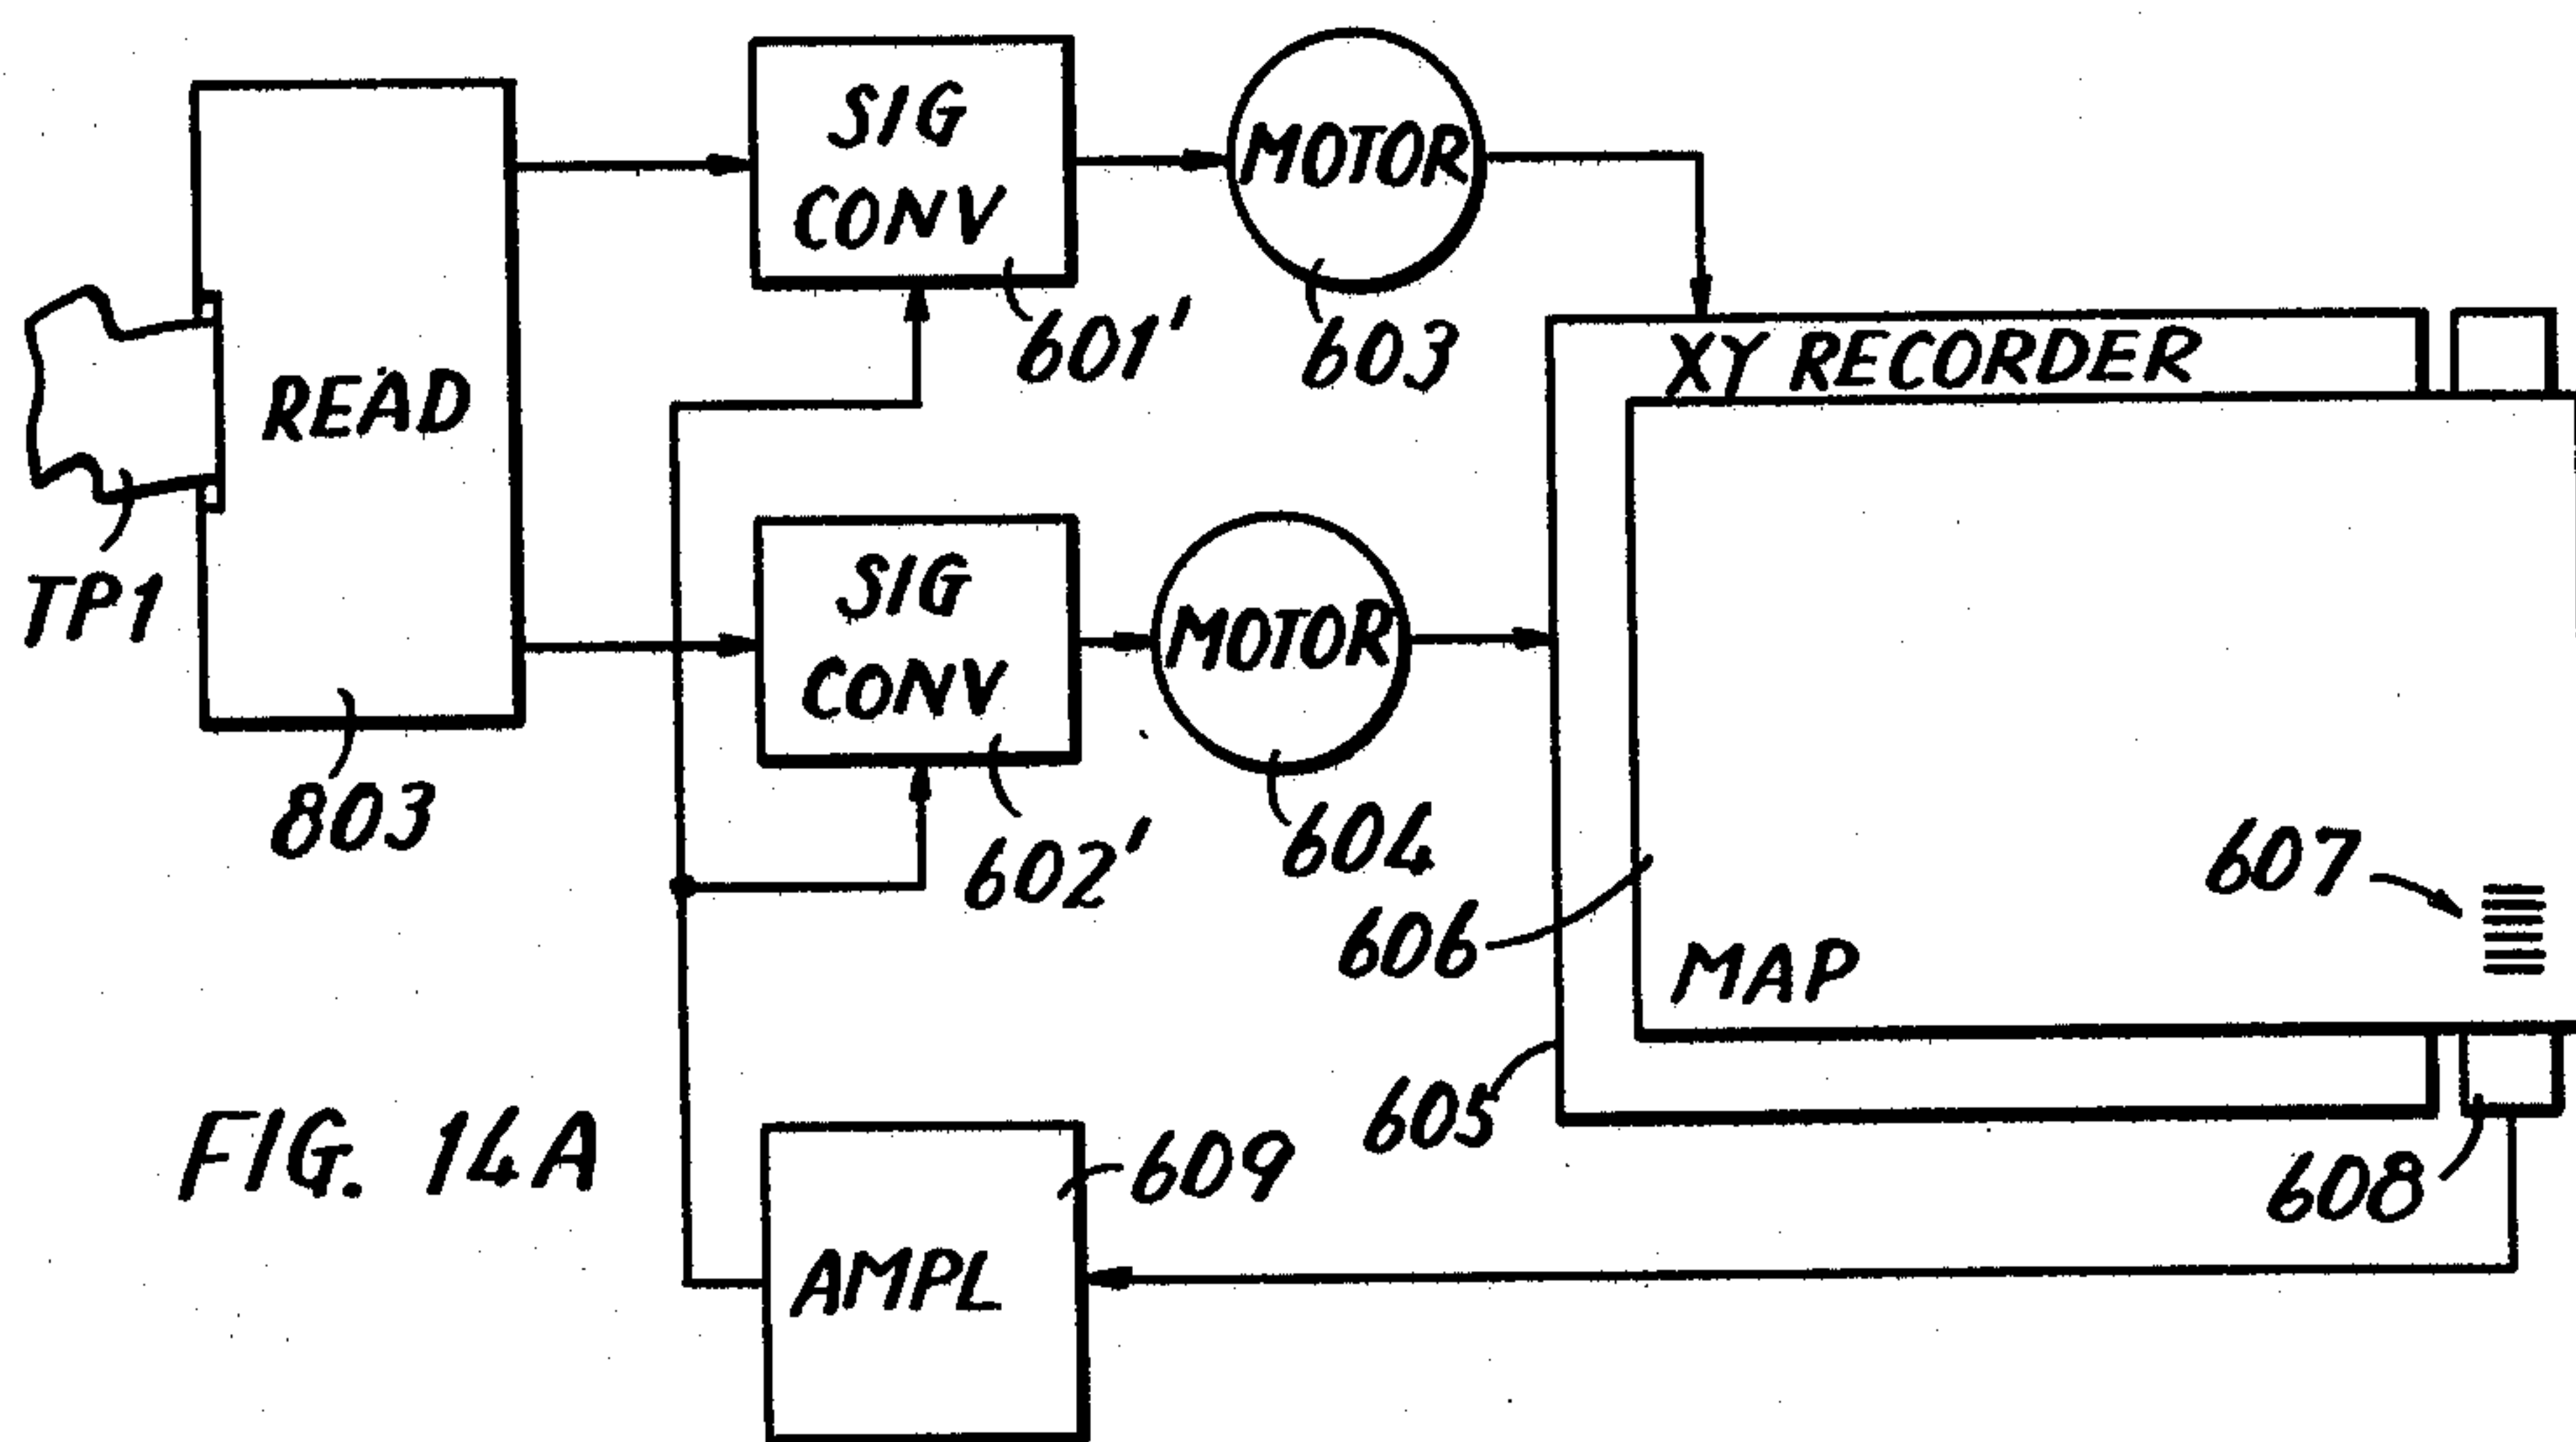 SIG
CONV
MOTOR
601'
603
XY RECORDER
READ
TP1
SIG
CONV
MOTOR
803
602'
604
607
606
MAP
605
FIG. 14A
609
608
AMPL